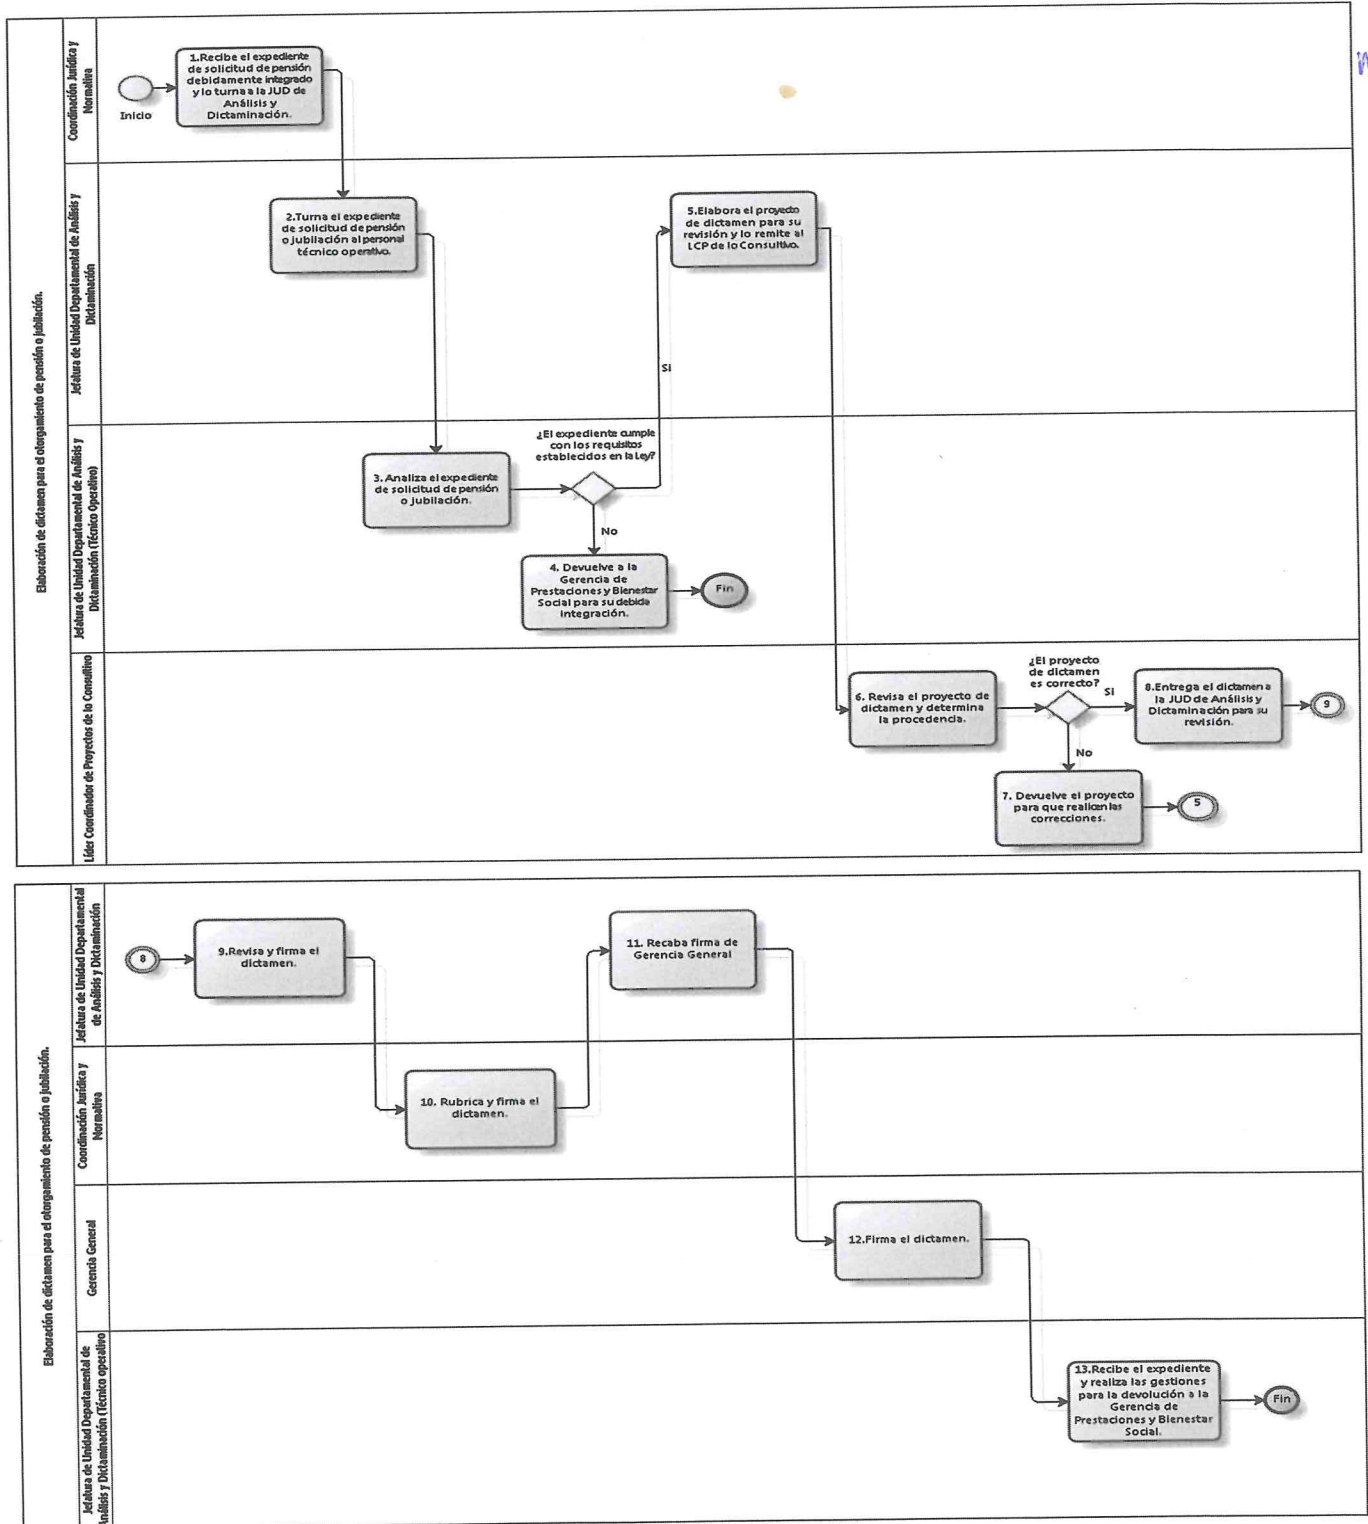 Elaboración de dictamen para el otorgamiento de pensión o jubilación.
Coordinación Jurídica y
Normativa
Inicio
1.Recibe el expediente
de solicitud de pensión
debidamente integrado
y lo turna a la JUD de
Análisis y
Dictaminación.
Jefatura de Unidad Departamental de Análisis y
Dictaminación
2.Turna el expediente
de solicitud de pensión
o jubilación al personal
técnico operativo.
5.Elabora el proyecto
de dictamen para su
revisión y lo remite al
LCP de lo Consultivo.
Si
Jefatura de Unidad Departamental de Análisis y
Dictaminación (Técnico Operativo)
3. Analiza el expediente
de solicitud de pensión
o jubilación.
¿El expediente cumple
con los requisitos
establecidos en la Ley?
No
4. Devuelve a la
Gerencia de
Prestaciones y Bienestar
Social para su debida
integración.
Fin
Líder Coordinador de Proyectos de lo Consultivo
6. Revisa el proyecto de
dictamen y determina
la procedencia.
¿El proyecto
de dictamen
es correcto?
Si
8.Entrega el dictamen a
la JUD de Análisis y
Dictaminación para su
revisión.
9
No
7. Devuelve el proyecto
para que realicen las
correcciones.
5
Elaboración de dictamen para el otorgamiento de pensión o jubilación.
Jefatura de Unidad Departamental
de Análisis y Dictaminación
8
9.Revisa y firma el
dictamen.
11. Recaba firma de
Gerencia General
Coordinación Jurídica y
Normativa
10. Rubrica y firma el
dictamen.
Gerencia General
12.Firma el dictamen.
Jefatura de Unidad Departamental de
Análisis y Dictaminación (Técnico operativo
13.Recibe el expediente
y realiza las gestiones
para la devolución a la
Gerencia de
Prestaciones y Bienestar
Social.
Fin